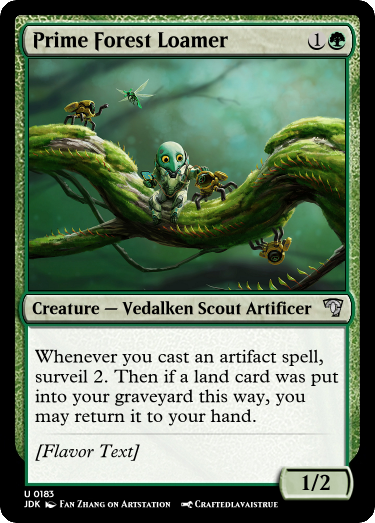 Prime Forest Loamer 1
Creature — Vedalken Scout Artificer
Whenever you cast an artifact spell,
surveil 2. Then if a land card was put
into your graveyard this way, you
may return it to your hand.
[Flavor Text]
1/2
U 0183
JDK Fan Zhang on Artstation Craftedlavaistrue